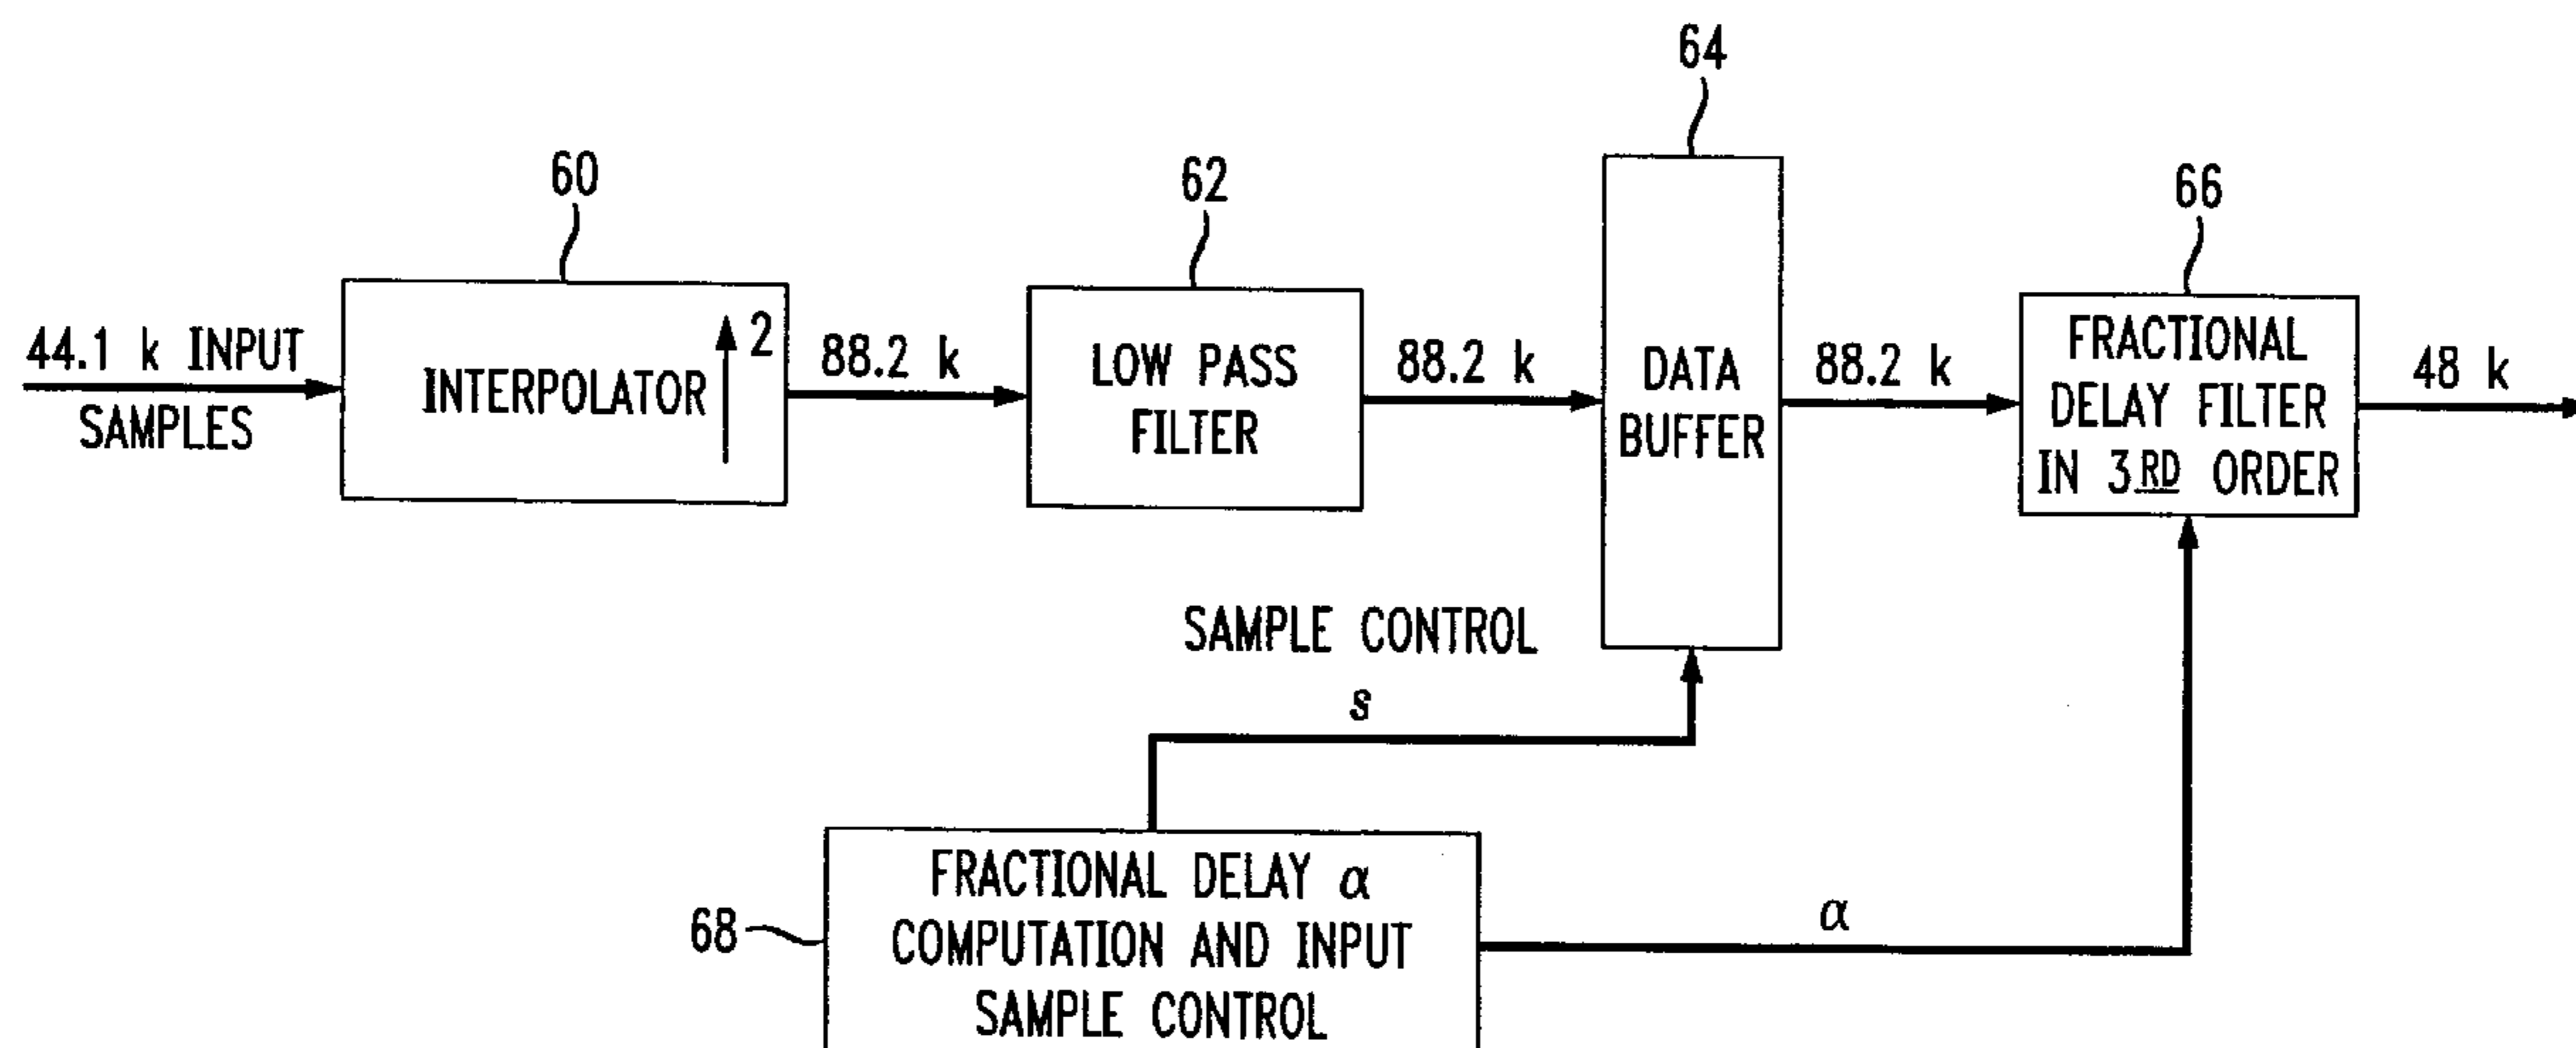 64
60
62
66
44.1 k INPUT
SAMPLES
INTERPOLATOR 2
88.2 k
LOW PASS
FILTER
88.2 k
DATA
BUFFER
88.2 k
FRACTIONAL
DELAY FILTER
IN 3RD ORDER
48 k
SAMPLE CONTROL
s
68
FRACTIONAL DELAY α
COMPUTATION AND INPUT
SAMPLE CONTROL
α